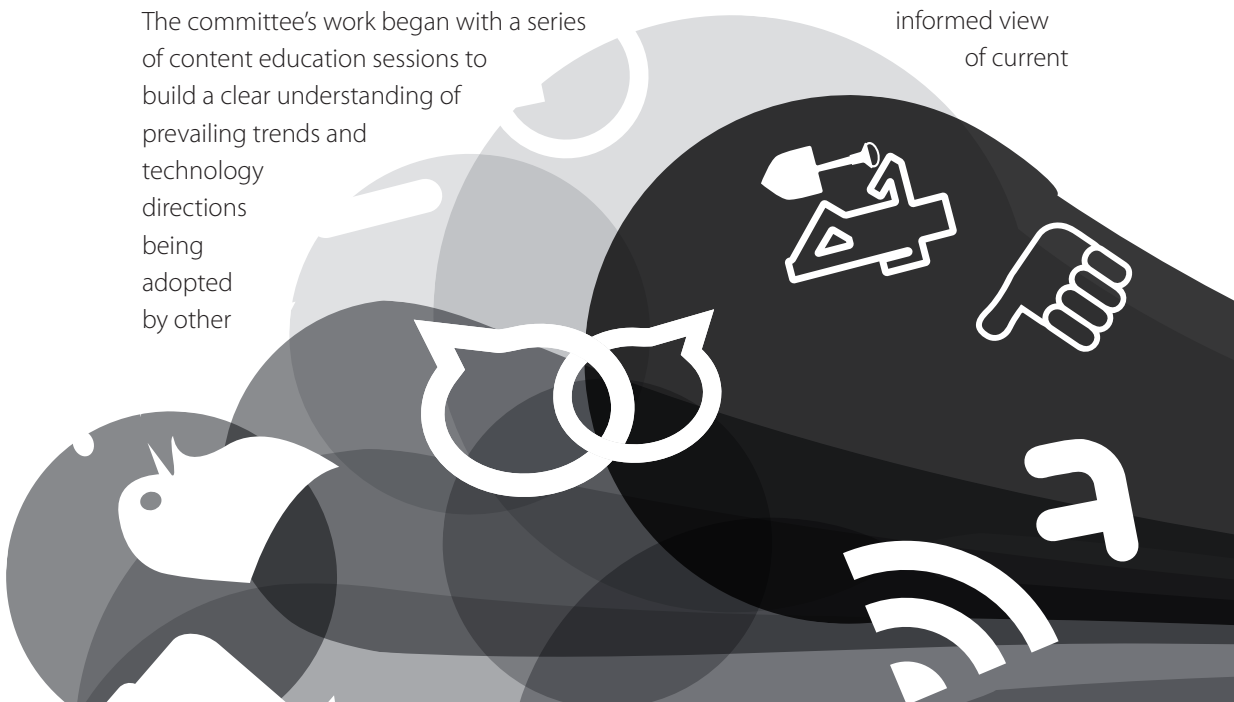 The committee’s work began with a series
of content education sessions to
build a clear understanding of
prevailing trends and
technology
directions
being
adopted
by other
informed view
of current